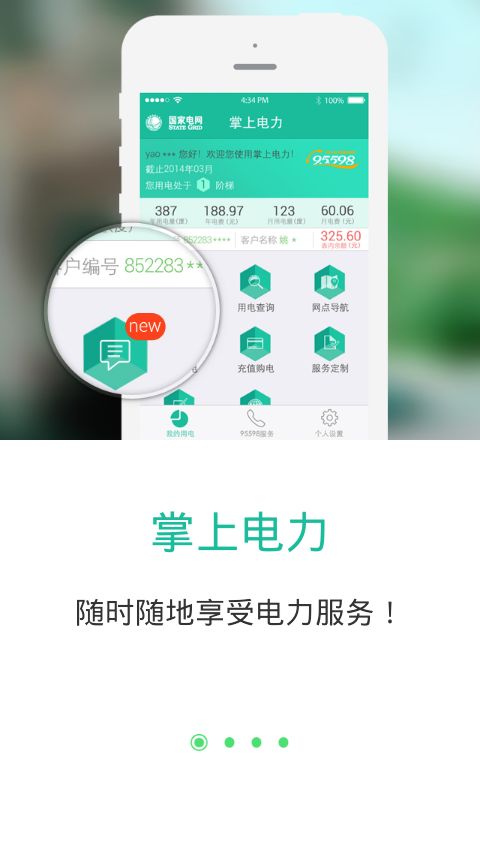 4:34 PM
100%
国家电网
STATE GRID
掌上电力
yao *** 您好！欢迎您使用掌上电力！
95598
截止2014年03月
您用电处于 1 阶梯
387 188.97 123 60.06
年用电量(度) 年电费(元) 月用电量(度) 月电费(元)
852283**** 客户名称 姚 * 325.60
客户编号 852283**
new
用电查询 网点导航
充值购电 服务定制
我的用电 95598服务 个人设置
掌上电力
随时随地享受电力服务！